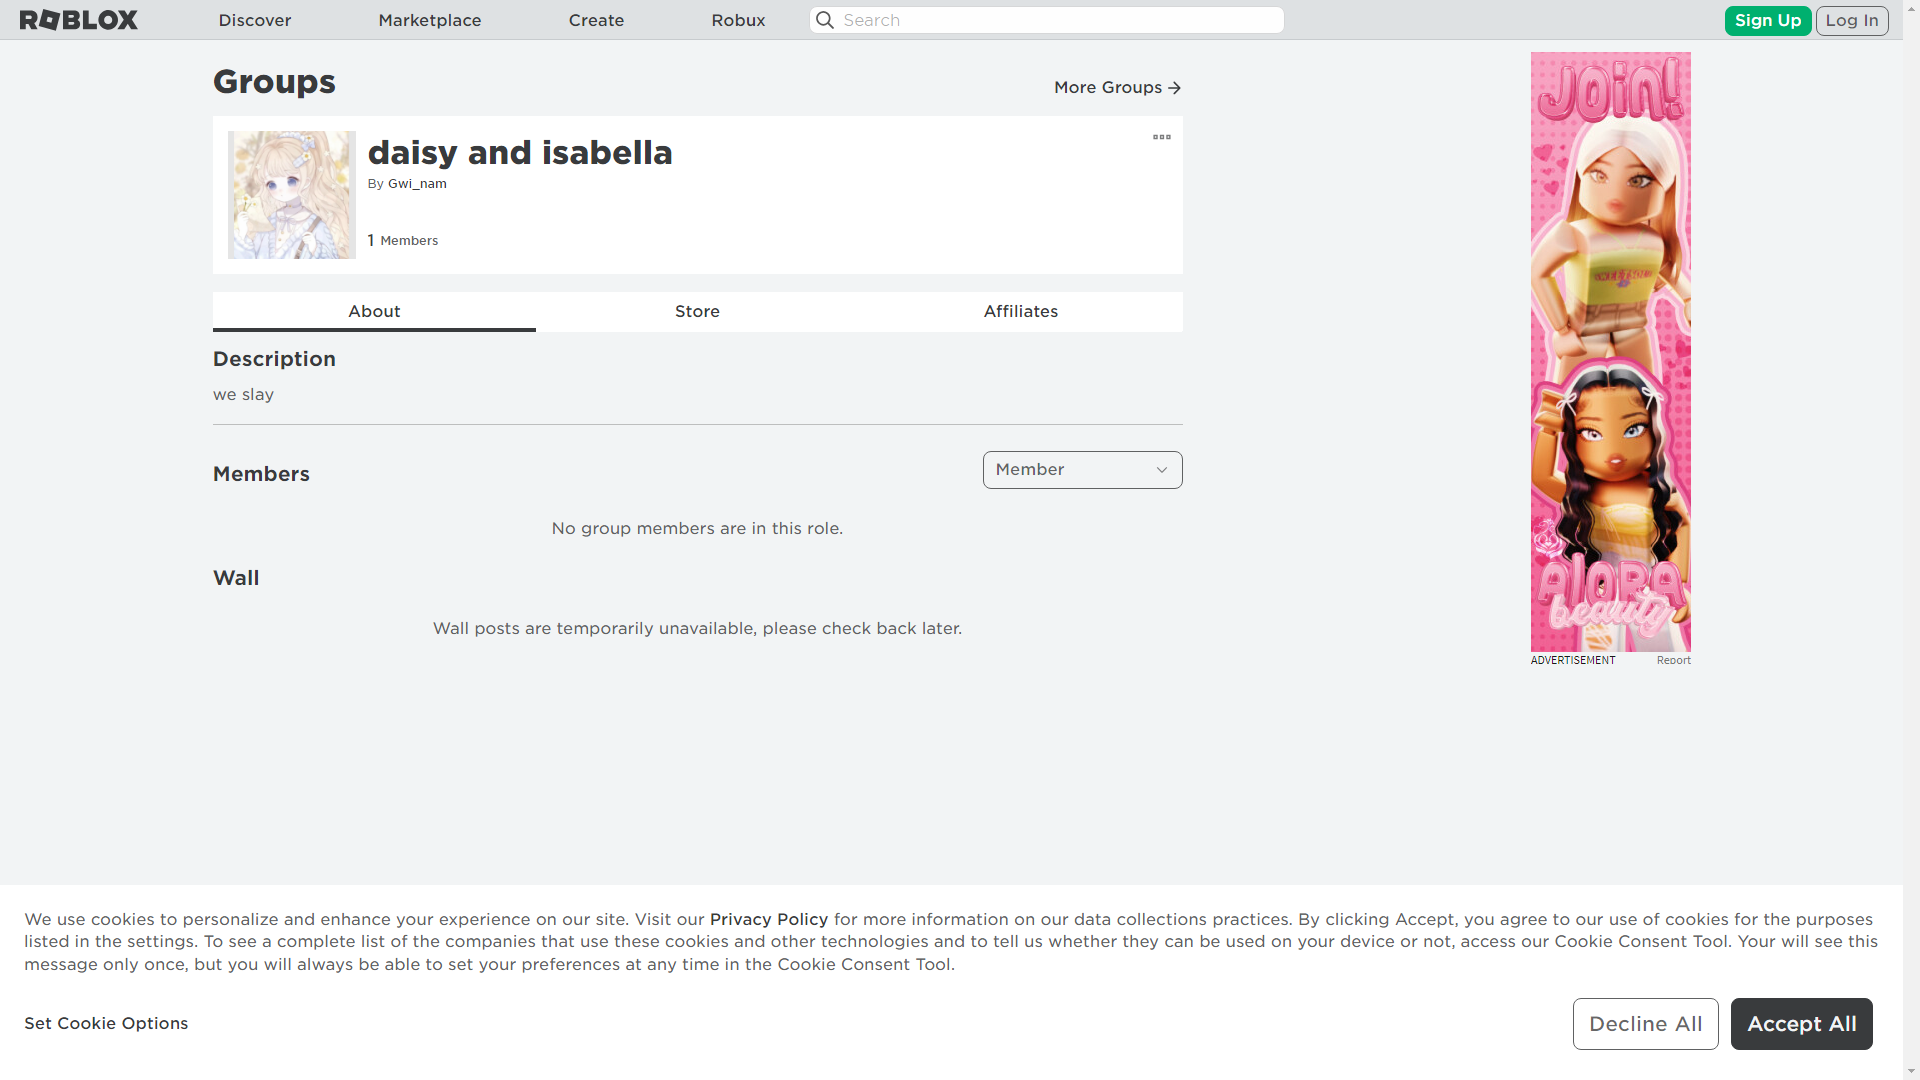 ROBLOX
Discover
Marketplace
Create
Robux
Search
Sign Up
Log In
Groups
More Groups
daisy and isabella
By Gwi_nam
1 Members
About
Store
Affiliates
Description
we slay
Members
Member
No group members are in this role.
Wall
Wall posts are temporarily unavailable, please check back later.
JOin!
AlORA
beauty
ADVERTISEMENT
Report
We use cookies to personalize and enhance your experience on our site. Visit our Privacy Policy for more information on our data collections practices. By clicking Accept, you agree to our use of cookies for the purposes
listed in the settings. To see a complete list of the companies that use these cookies and other technologies and to tell us whether they can be used on your device or not, access our Cookie Consent Tool. Your will see this
message only once, but you will always be able to set your preferences at any time in the Cookie Consent Tool.
Set Cookie Options
Decline All
Accept All